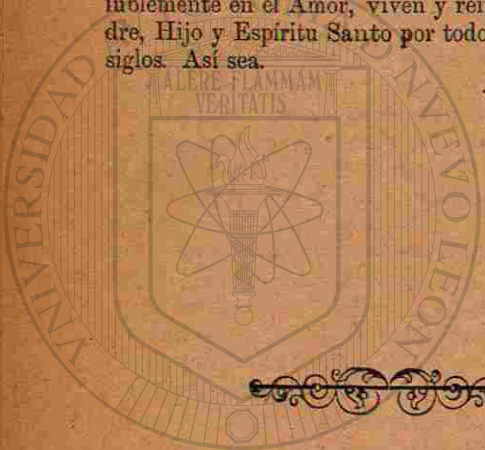 lublemente en el Amor, viven y rei
dre, Hijo y Espíritu Santo por todo
siglos. Así sea.
ALERE FLAMMAM
VERITATIS
UNIVERSIDAD
NUEVO LEON